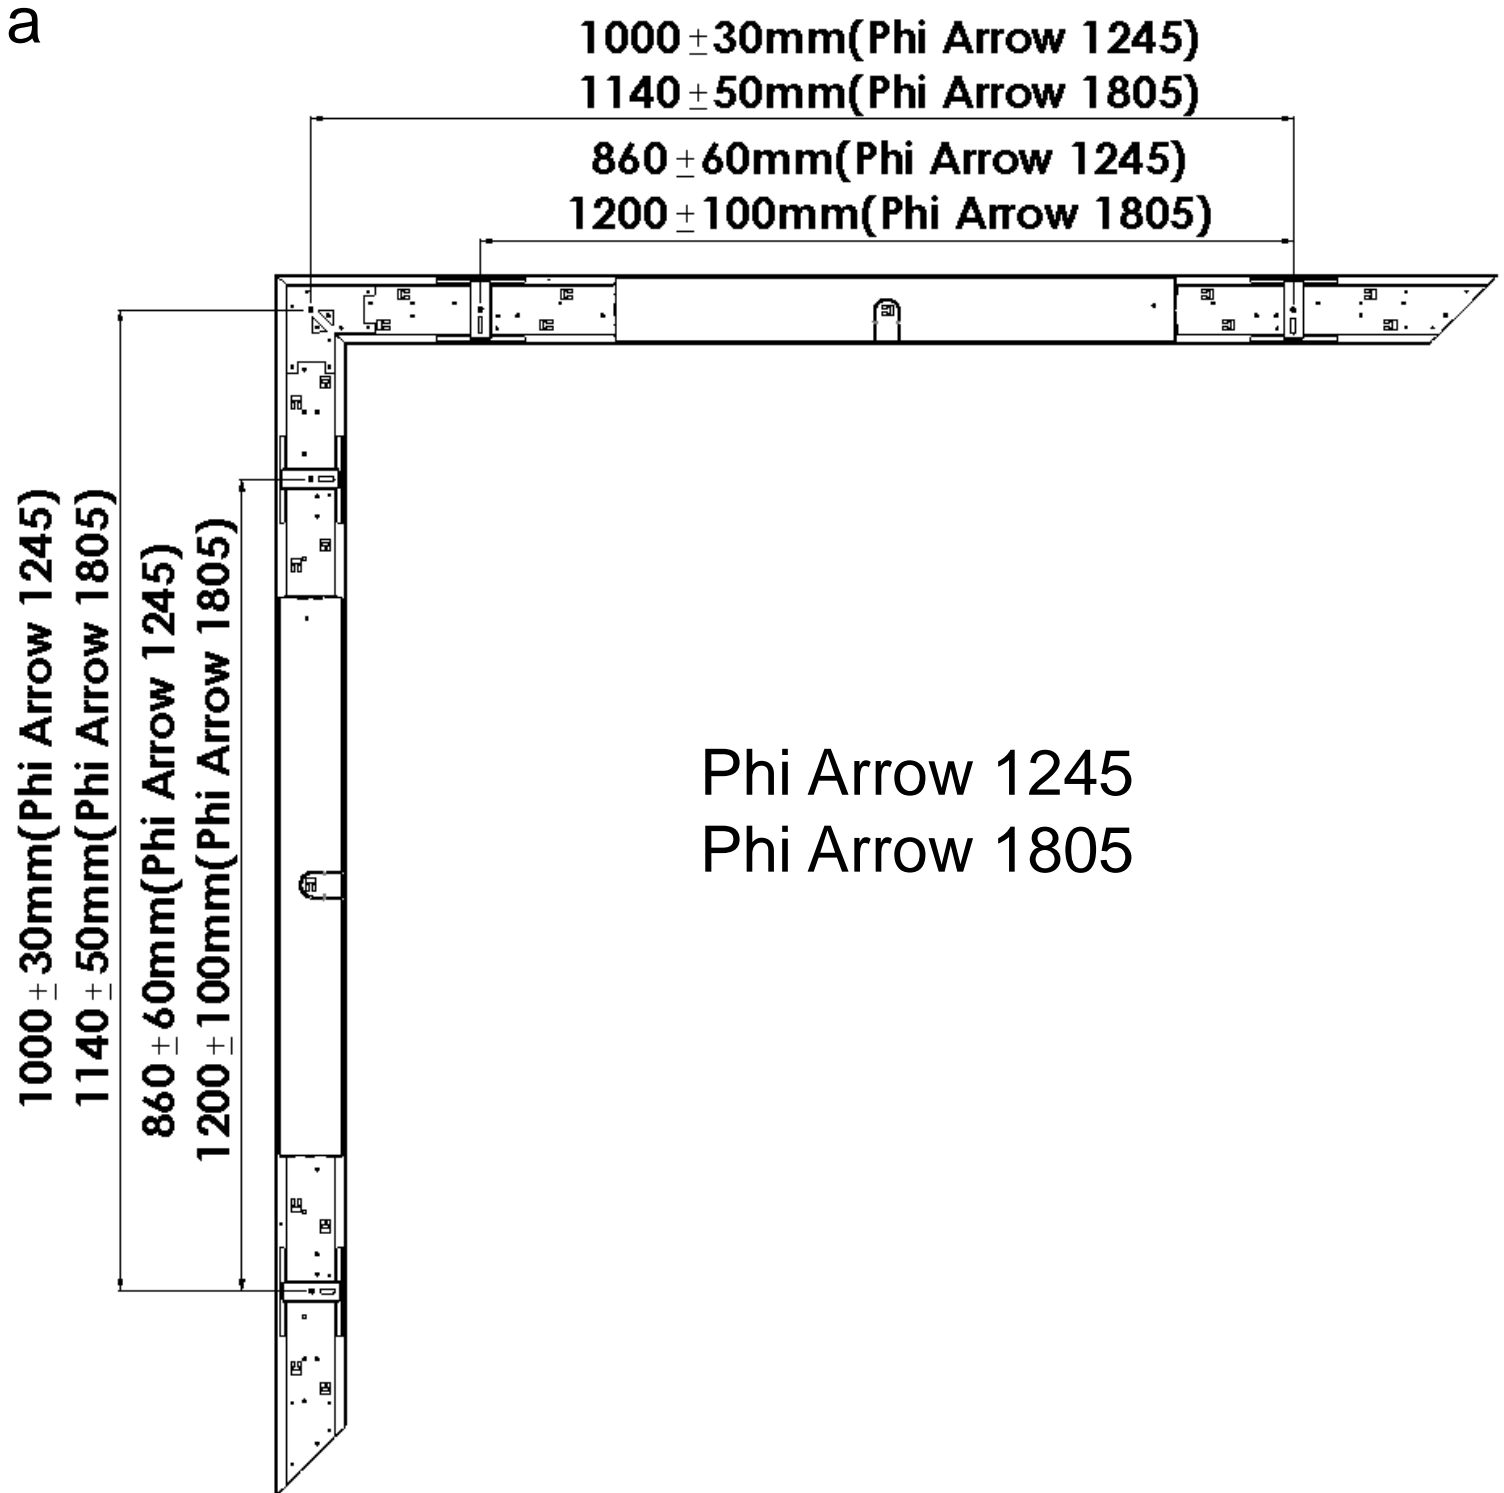 a
1000±30mm(Phi Arrow 1245)
1140±50mm(Phi Arrow 1805)
860±60mm(Phi Arrow 1245)
1200±100mm(Phi Arrow 1805)
1000±30mm(Phi Arrow 1245)
1140±50mm(Phi Arrow 1805)
860±60mm(Phi Arrow 1245)
1200±100mm(Phi Arrow 1805)
Phi Arrow 1245
Phi Arrow 1805